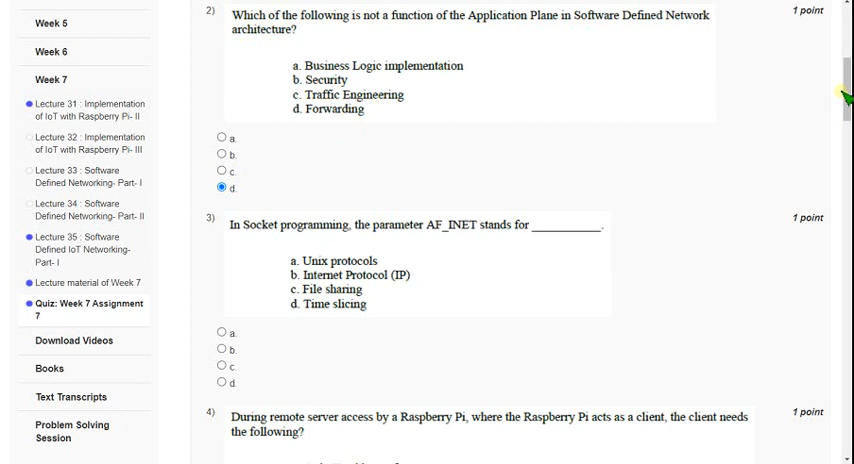 Week 5
Week 6
Week 7
Lecture 31 : Implementation
of IoT with Raspberry Pi- II
Lecture 32 : Implementation
of IoT with Raspberry Pi- III
Lecture 33 : Software
Defined Networking- Part- I
Lecture 34 : Software
Defined Networking- Part- II
Lecture 35 : Software
Defined IoT Networking-
Part- I
Lecture material of Week 7
Quiz: Week 7 Assignment
7
Download Videos
Books
Text Transcripts
Problem Solving
Session
2) Which of the following is not a function of the Application Plane in Software Defined Network 1 point
architecture?
a. Business Logic implementation
b. Security
c. Traffic Engineering
d. Forwarding
a.
b.
c.
d.
3) In Socket programming, the parameter AF_INET stands for ___________. 1 point
a. Unix protocols
b. Internet Protocol (IP)
c. File sharing
d. Time slicing
a.
b.
c.
d.
4) During remote server access by a Raspberry Pi, where the Raspberry Pi acts as a client, the client needs 1 point
the following?